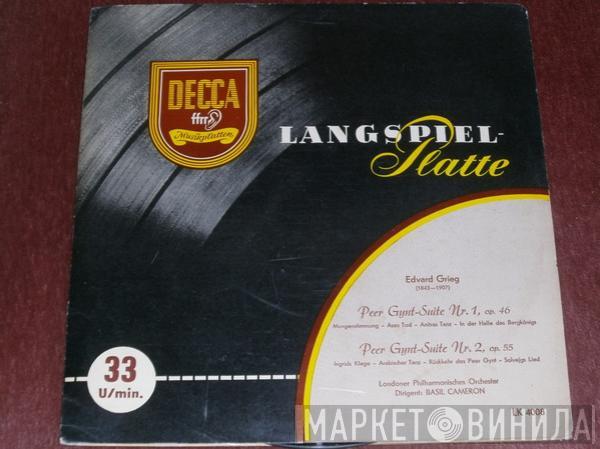 DECCA
ffrr
Musikplatten
LANGSPIEL-
Platte
Edvard Grieg
(1843—1907)
Peer Gynt-Suite Nr. 1, op. 46
Morgenstimmung - Ases Tod - Anitras Tanz - In der Halle des Bergkönigs
Peer Gynt-Suite Nr. 2, op. 55
Ingrids Klage - Arabischer Tanz - Rückkehr des Peer Gynt - Solvejgs Lied
Londoner Philharmonisches Orchester
Dirigent: BASIL CAMERON
33
U/min.
LK 4008
МАРКЕТ ВИНИЛА